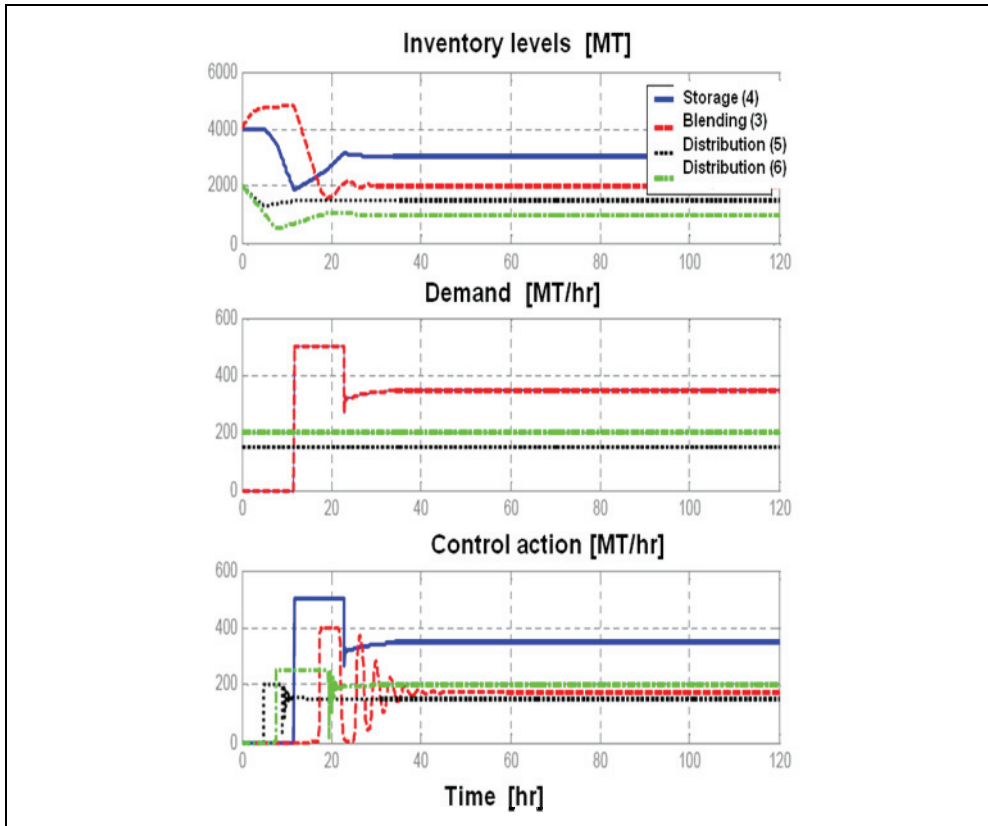 Inventory levels [MT]
6000
4000
2000
0
0 20 40 60 80 100 120
Storage (4)
Blending (3)
Distribution (5)
Distribution (6)
Demand [MT/hr]
600
400
200
0
0 20 40 60 80 100 120
Control action [MT/hr]
600
400
200
0
0 20 40 60 80 100 120
Time [hr]